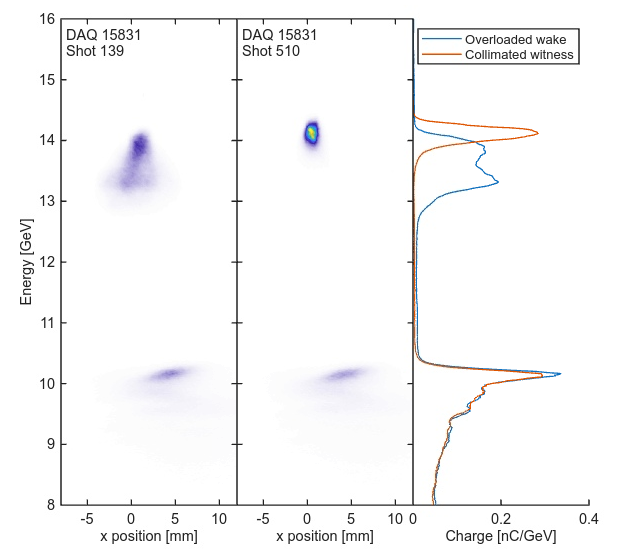 DAQ 15831
Shot 139
DAQ 15831
Shot 510
Overloaded wake
Collimated witness
Energy [GeV]
16
15
14
13
12
11
10
9
8
-5 0 5 10
-5 0 5 10
0 0.2 0.4
x position [mm]
x position [mm]
Charge [nC/GeV]